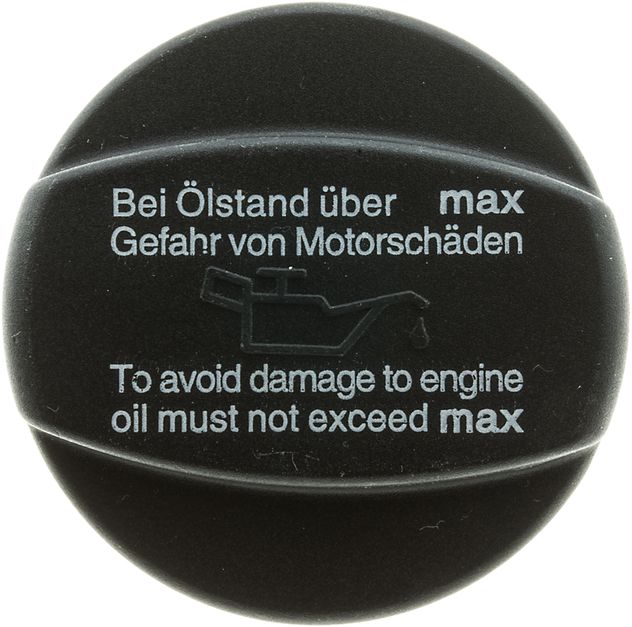 Bei Ölstand über max
Gefahr von Motorschäden
To avoid damage to engine
oil must not exceed max